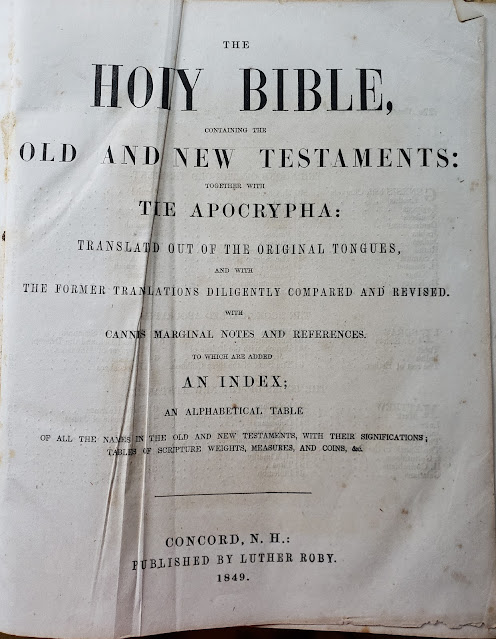 THE
HOIY BIBLE,
CONTAINING THE
OLD AND NEW TESTAMENTS:
TOGETHER WITH
TIE APOCRYPHA:
TRANSLATD OUT OF THE ORIGINAL TONGUES,
AND WITH
THE FORMER TRANLATIONS DILIGENTLY COMPARED AND REVISED.
WITH
CANNIS MARGINAL NOTES AND REFERENCES.
TO WHICH ARE ADDED
AN INDEX;
AN ALPHABETICAL TABLE
OF ALL THE NAMES IN THE OLD AND NEW TESTAMENTS, WITH THEIR SIGNIFICATIONS;
TABLES OF SCRIPTURE WEIGHTS, MEASURES, AND COINS, &c.
CONCORD, N. H.:
PUBLISHED BY LUTHER ROBY.
1849.